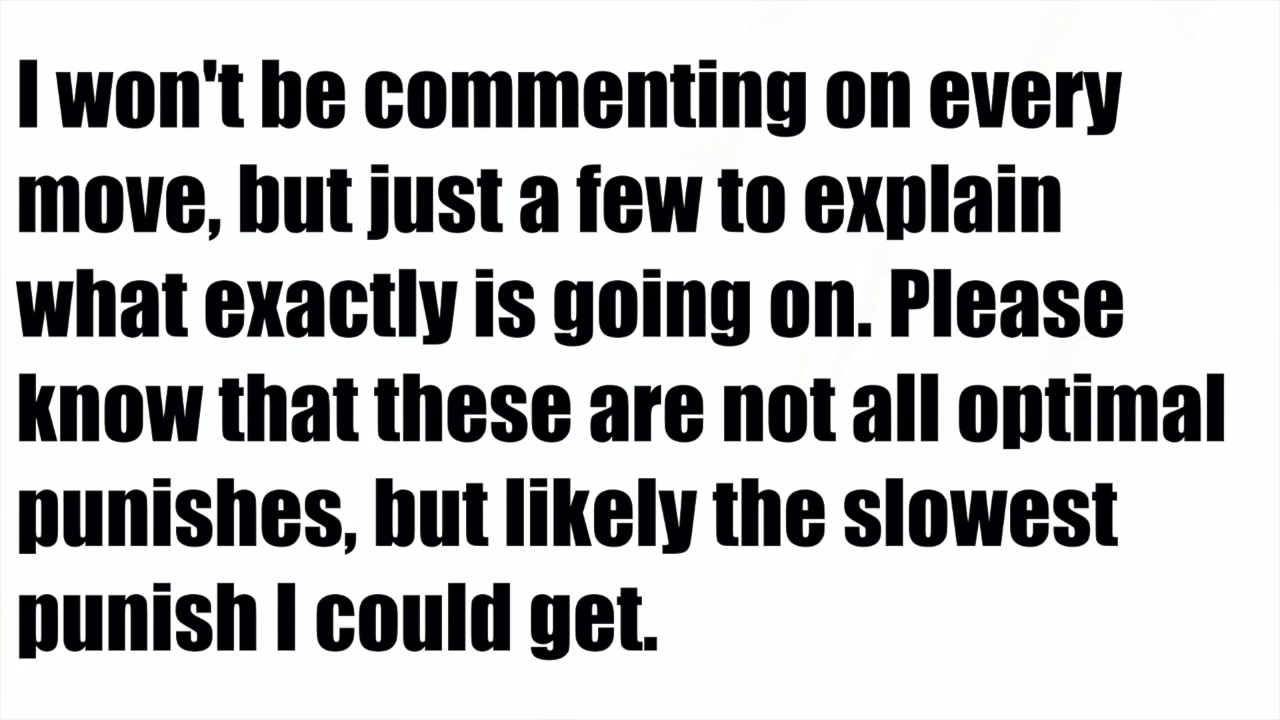 I won't be commenting on every
move, but just a few to explain
what exactly is going on. Please
know that these are not all optimal
punishes, but likely the slowest
punish I could get.